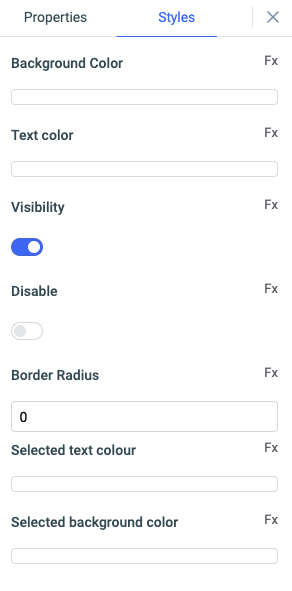 Properties Styles
Background Color Fx
Text color Fx
Visibility Fx
Disable Fx
Border Radius Fx
0
Selected text colour Fx
Selected background color Fx